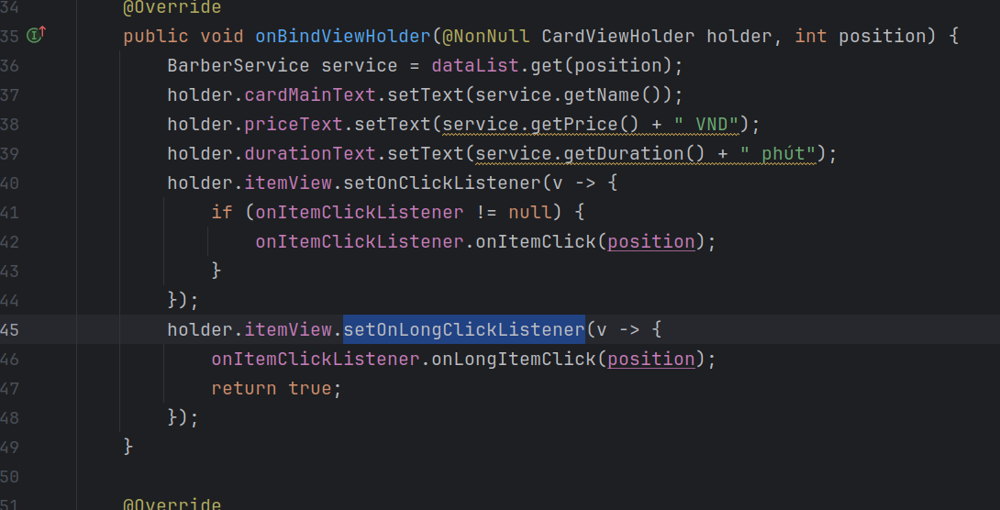 34 @Override
35 public void onBindViewHolder(@NonNull CardViewHolder holder, int position) {
36 BarberService service = dataList.get(position);
37 holder.cardMainText.setText(service.getName());
38 holder.priceText.setText(service.getPrice() + " VND");
39 holder.durationText.setText(service.getDuration() + " phút");
40 holder.itemView.setOnClickListener(v -> {
41 if (onItemClickListener != null) {
42 onItemClickListener.onItemClick(position);
43 }
44 });
45 holder.itemView.setOnLongClickListener(v -> {
46 onItemClickListener.onLongItemClick(position);
47 return true;
48 });
49 }
50
51 @Override